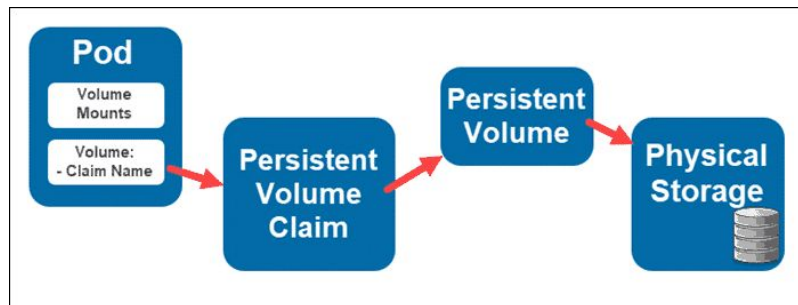 Pod
Volume
Mounts
Volume:
- Claim Name
Persistent
Volume
Claim
Persistent
Volume
Physical
Storage